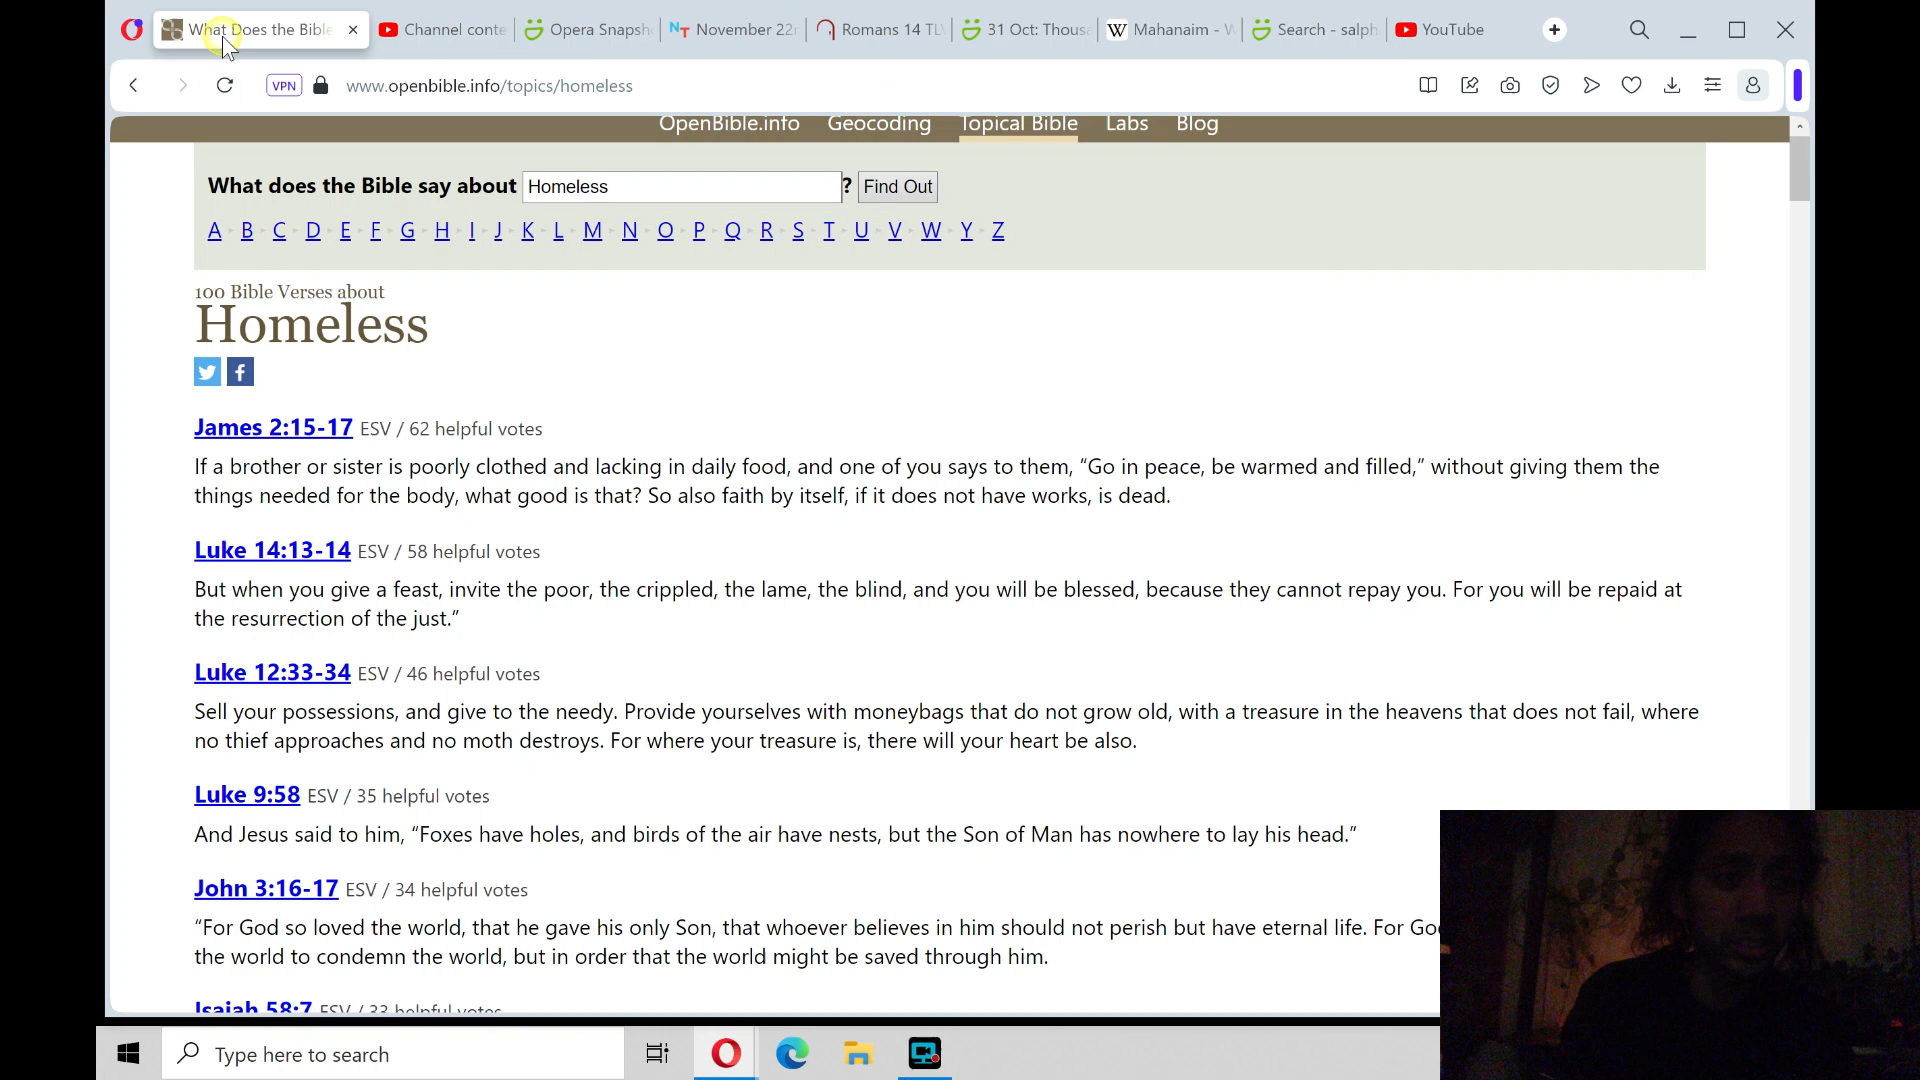 What Does the Bible
Channel conte
Opera Snapsh
November 22
Romans 14 TLV
31 Oct: Thous
Mahanaim - W
Search - salph
YouTube
VPN
www.openbible.info/topics/homeless
OpenBible.info Geocoding Topical Bible Labs Blog
What does the Bible say about Homeless ? Find Out
A B C D E F G H I J K L M N O P Q R S T U V W Y Z
100 Bible Verses about
Homeless
James 2:15-17 ESV / 62 helpful votes
If a brother or sister is poorly clothed and lacking in daily food, and one of you says to them, “Go in peace, be warmed and filled,” without giving them the
things needed for the body, what good is that? So also faith by itself, if it does not have works, is dead.
Luke 14:13-14 ESV / 58 helpful votes
But when you give a feast, invite the poor, the crippled, the lame, the blind, and you will be blessed, because they cannot repay you. For you will be repaid at
the resurrection of the just.”
Luke 12:33-34 ESV / 46 helpful votes
Sell your possessions, and give to the needy. Provide yourselves with moneybags that do not grow old, with a treasure in the heavens that does not fail, where
no thief approaches and no moth destroys. For where your treasure is, there will your heart be also.
Luke 9:58 ESV / 35 helpful votes
And Jesus said to him, “Foxes have holes, and birds of the air have nests, but the Son of Man has nowhere to lay his head.”
John 3:16-17 ESV / 34 helpful votes
“For God so loved the world, that he gave his only Son, that whoever believes in him should not perish but have eternal life. For Go
the world to condemn the world, but in order that the world might be saved through him.
Isaiah 58:7 ESV / 33 helpful votes
Type here to search